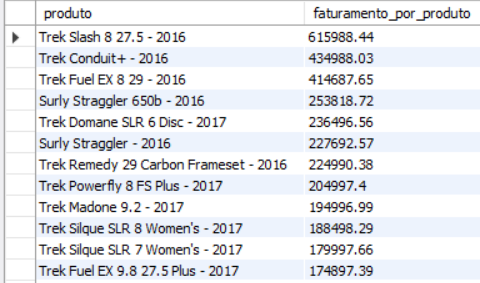 produto faturamento_por_produto
Trek Slash 8 27.5 - 2016 615988.44
Trek Conduit+ - 2016 434988.03
Trek Fuel EX 8 29 - 2016 414687.65
Surly Straggler 650b - 2016 253818.72
Trek Domane SLR 6 Disc - 2017 236496.56
Surly Straggler - 2016 227692.57
Trek Remedy 29 Carbon Frameset - 2016 224990.38
Trek Powerfly 8 FS Plus - 2017 204997.4
Trek Madone 9.2 - 2017 194996.99
Trek Silque SLR 8 Women's - 2017 188498.29
Trek Silque SLR 7 Women's - 2017 179997.66
Trek Fuel EX 9.8 27.5 Plus - 2017 174897.39